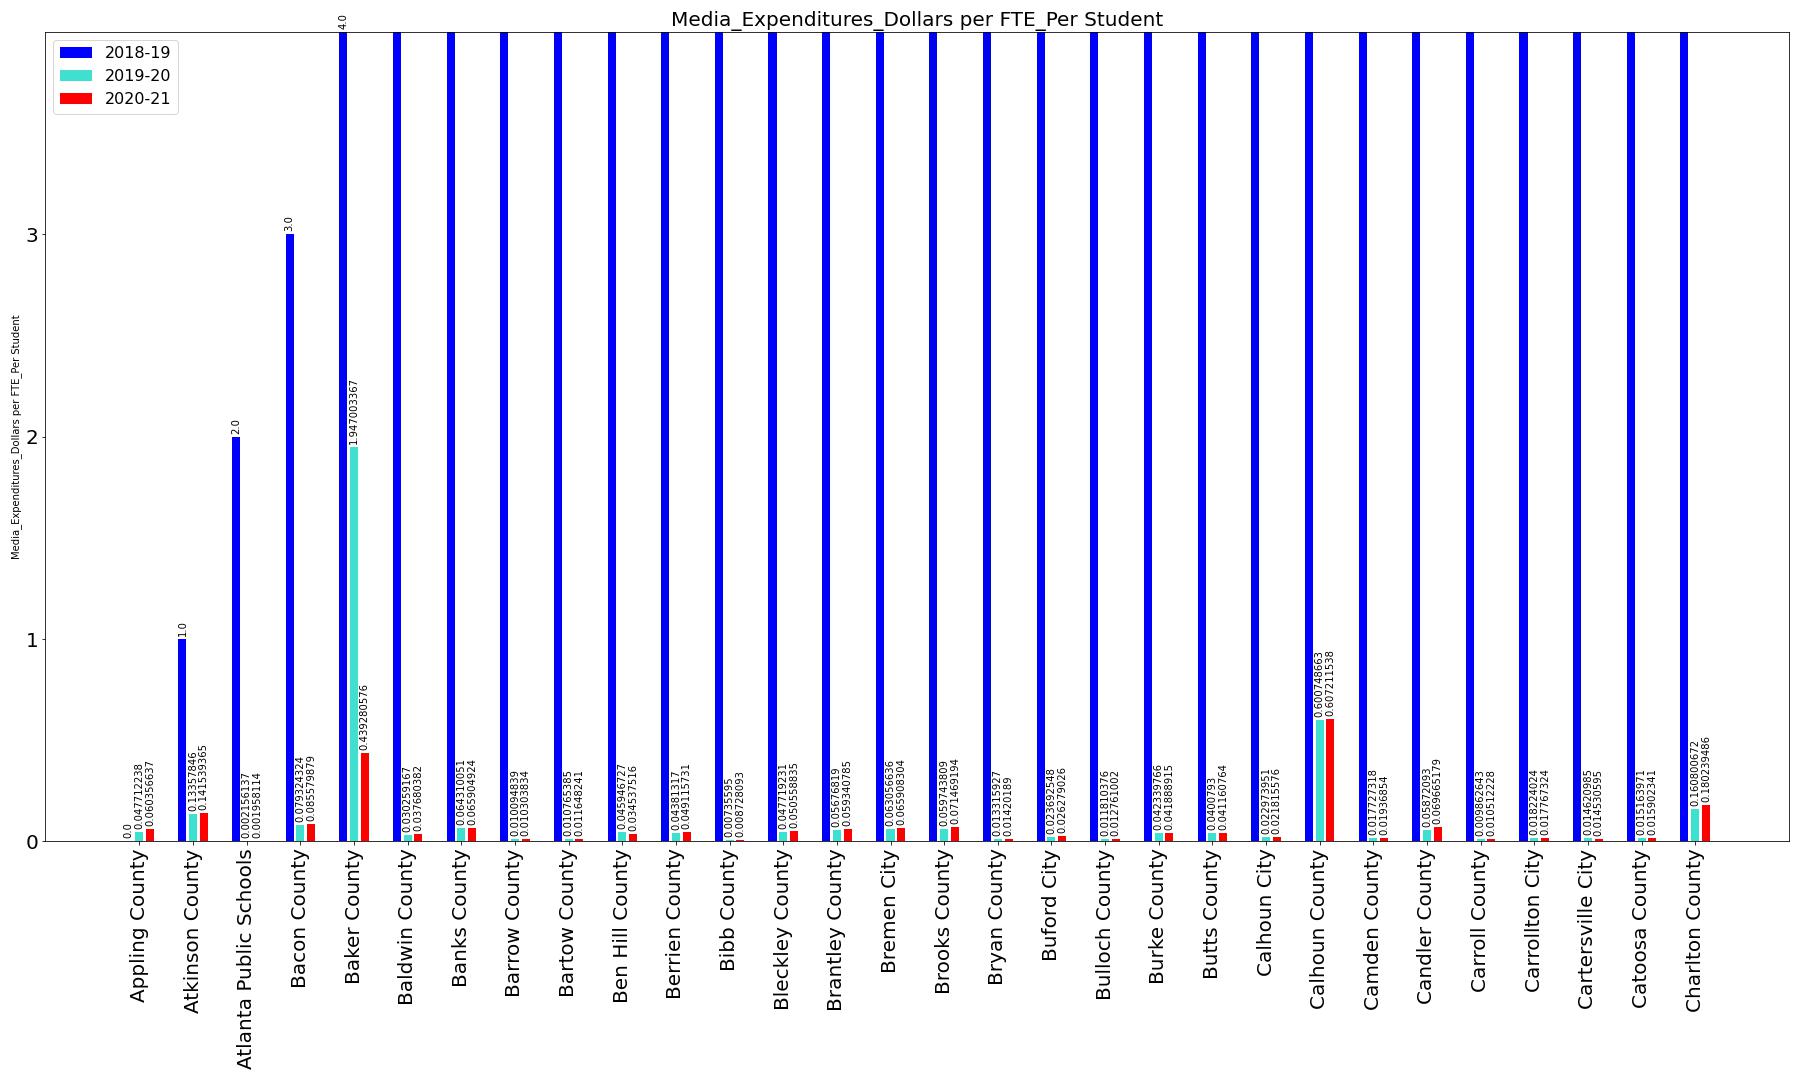 Media_Expenditures_Dollars per FTE_Per Student
2018-19
2019-20
2020-21
Media_Expenditures_Dollars per FTE_Per Student
3
2
1
0
0.0
0.047712238
0.060356637
1.0
0.13357846
0.141539365
2.0
0.002156137
0.001958114
3.0
0.079324324
0.085579879
4.0
1.947003367
0.439280576
0.030259167
0.037680382
0.064310051
0.065904924
0.010094839
0.010303834
0.010765385
0.011648241
0.045946727
0.034537516
0.04381317
0.049115731
0.00735595
0.008728093
0.047719231
0.050558835
0.05676819
0.059340785
0.063056636
0.065908304
0.059743809
0.071469194
0.013315927
0.01420189
0.023692548
0.026279026
0.011810376
0.012761002
0.042339766
0.041888915
0.0400793
0.041160764
0.022973951
0.021815576
0.600748663
0.607211538
0.017727318
0.01936854
0.05872093
0.069665179
0.009862643
0.010512228
0.018224024
0.017767324
0.014620985
0.014530595
0.015163971
0.015902341
0.160800672
0.180239486
Appling County
Atkinson County
Atlanta Public Schools
Bacon County
Baker County
Baldwin County
Banks County
Barrow County
Bartow County
Ben Hill County
Berrien County
Bibb County
Bleckley County
Brantley County
Bremen City
Brooks County
Bryan County
Buford City
Bulloch County
Burke County
Butts County
Calhoun City
Calhoun County
Camden County
Candler County
Carroll County
Carrollton City
Cartersville City
Catoosa County
Charlton County